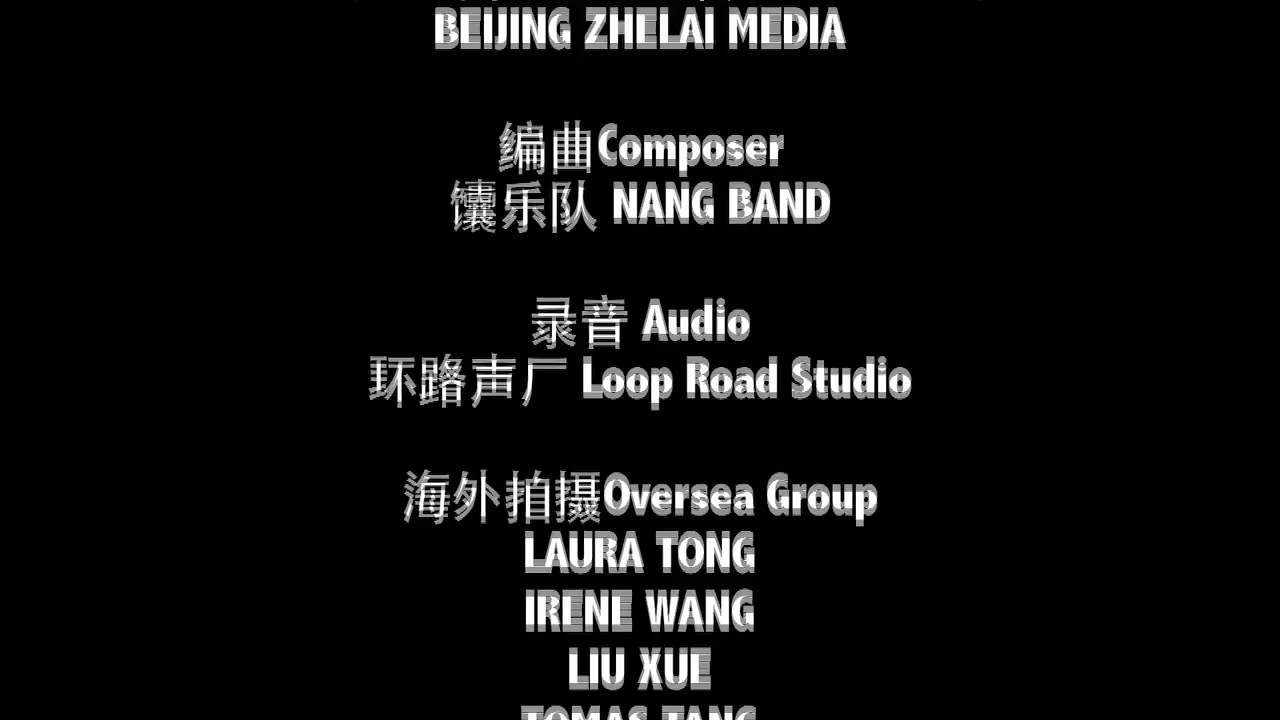 BEIJING ZHELAI MEDIA
编曲Composer
馕乐队 NANG BAND
录音 Audio
环路声厂 Loop Road Studio
海外拍摄Oversea Group
LAURA TONG
IRENE WANG
LIU XUE
TOMAS TANG